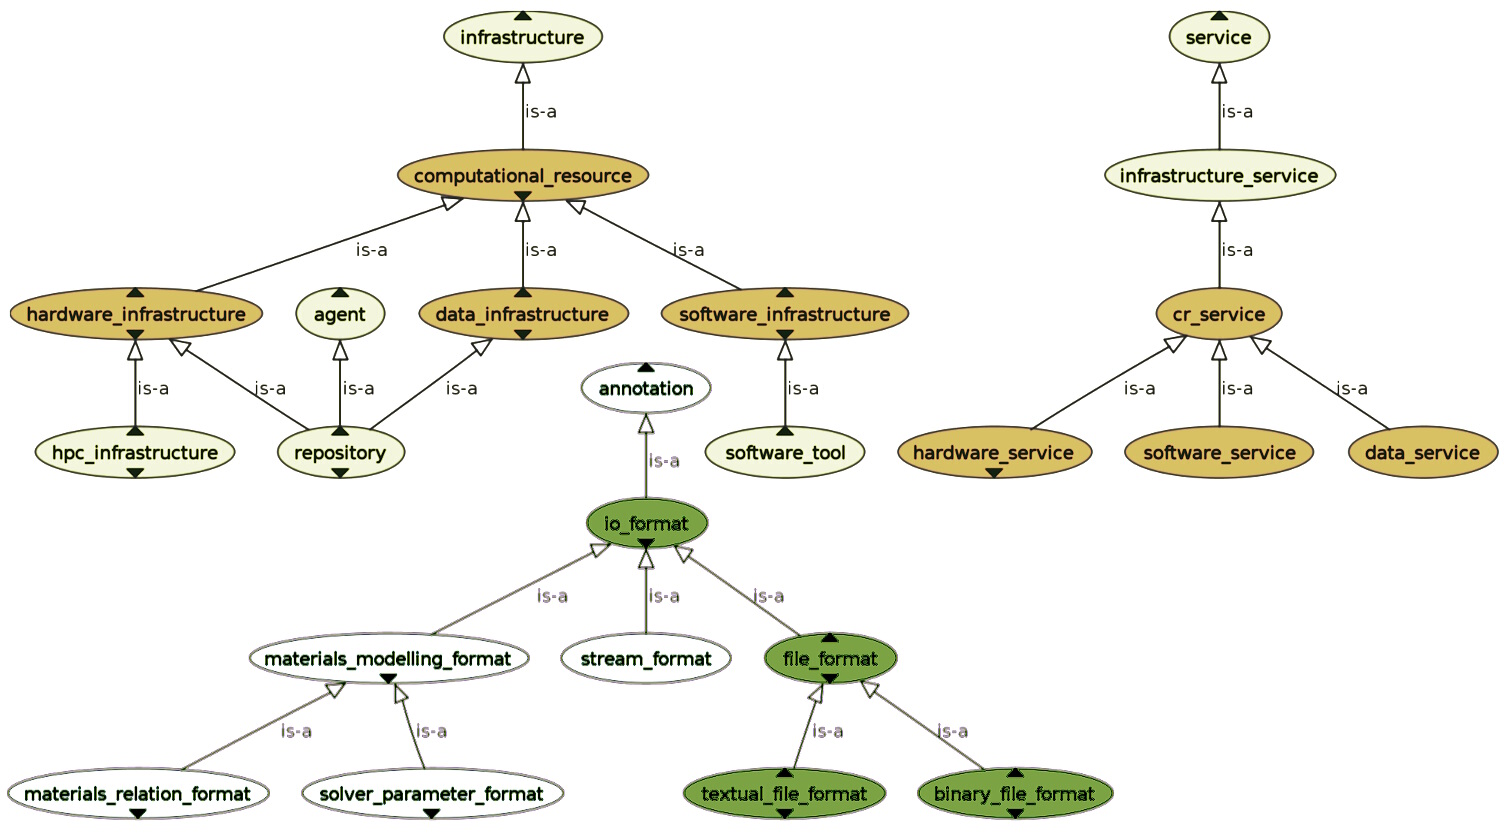 infrastructure
service
is-a
is-a
computational_resource
infrastructure_service
is-a
is-a
is-a
is-a
hardware_infrastructure
agent
data_infrastructure
software_infrastructure
cr_service
is-a
is-a
is-a
is-a
is-a
is-a
is-a
is-a
annotation
hpc_infrastructure
repository
software_tool
hardware_service
software_service
data_service
is-a
io_format
is-a
is-a
is-a
materials_modelling_format
stream_format
file_format
is-a
is-a
is-a
is-a
materials_relation_format
solver_parameter_format
textual_file_format
binary_file_format